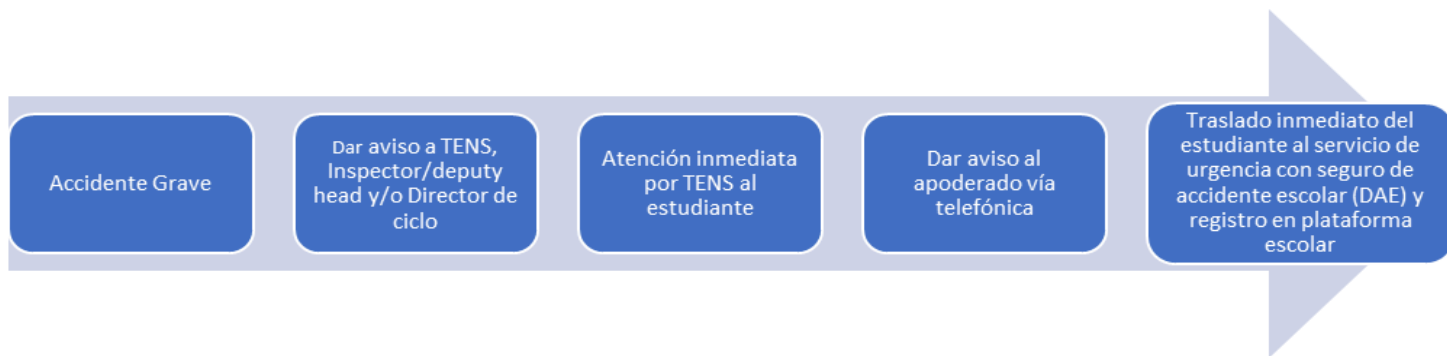 Accidente Grave
Dar aviso a TENS,
Inspector/deputy
head y/o Director de
ciclo
Atención inmediata
por TENS al
estudiante
Dar aviso al
apoderado vía
telefónica
Traslado inmediato del
estudiante al servicio de
urgencia con seguro de
accidente escolar (DAE) y
registro en plataforma
escolar